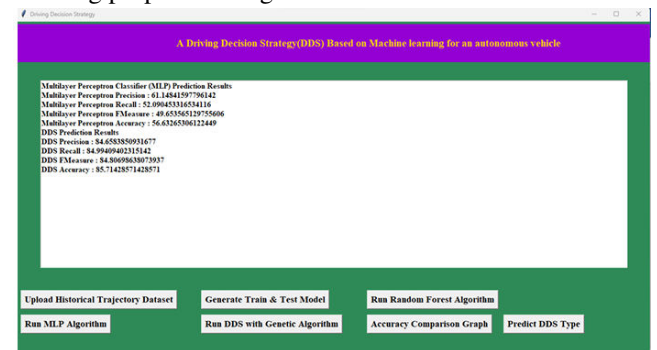 Driving Decision Strategy
A Driving Decision Strategy(DDS) Based on Machine learning for an autonomous vehicle
Multilayer Perceptron Classifier (MLP) Prediction Results
Multilayer Perceptron Precision : 61.14841597796142
Multilayer Perceptron Recall : 52.090453316534116
Multilayer Perceptron FMeasure : 49.653565129755606
Multilayer Perceptron Accuracy : 56.63265306122449
DDS Prediction Results
DDS Precision : 84.6583850931677
DDS Recall : 84.99409402315142
DDS FMeasure : 84.80698638073937
DDS Accuracy : 85.71428571428571
Upload Historical Trajectory Dataset Generate Train & Test Model Run Random Forest Algorithm
Run MLP Algorithm Run DDS with Genetic Algorithm Accuracy Comparison Graph Predict DDS Type